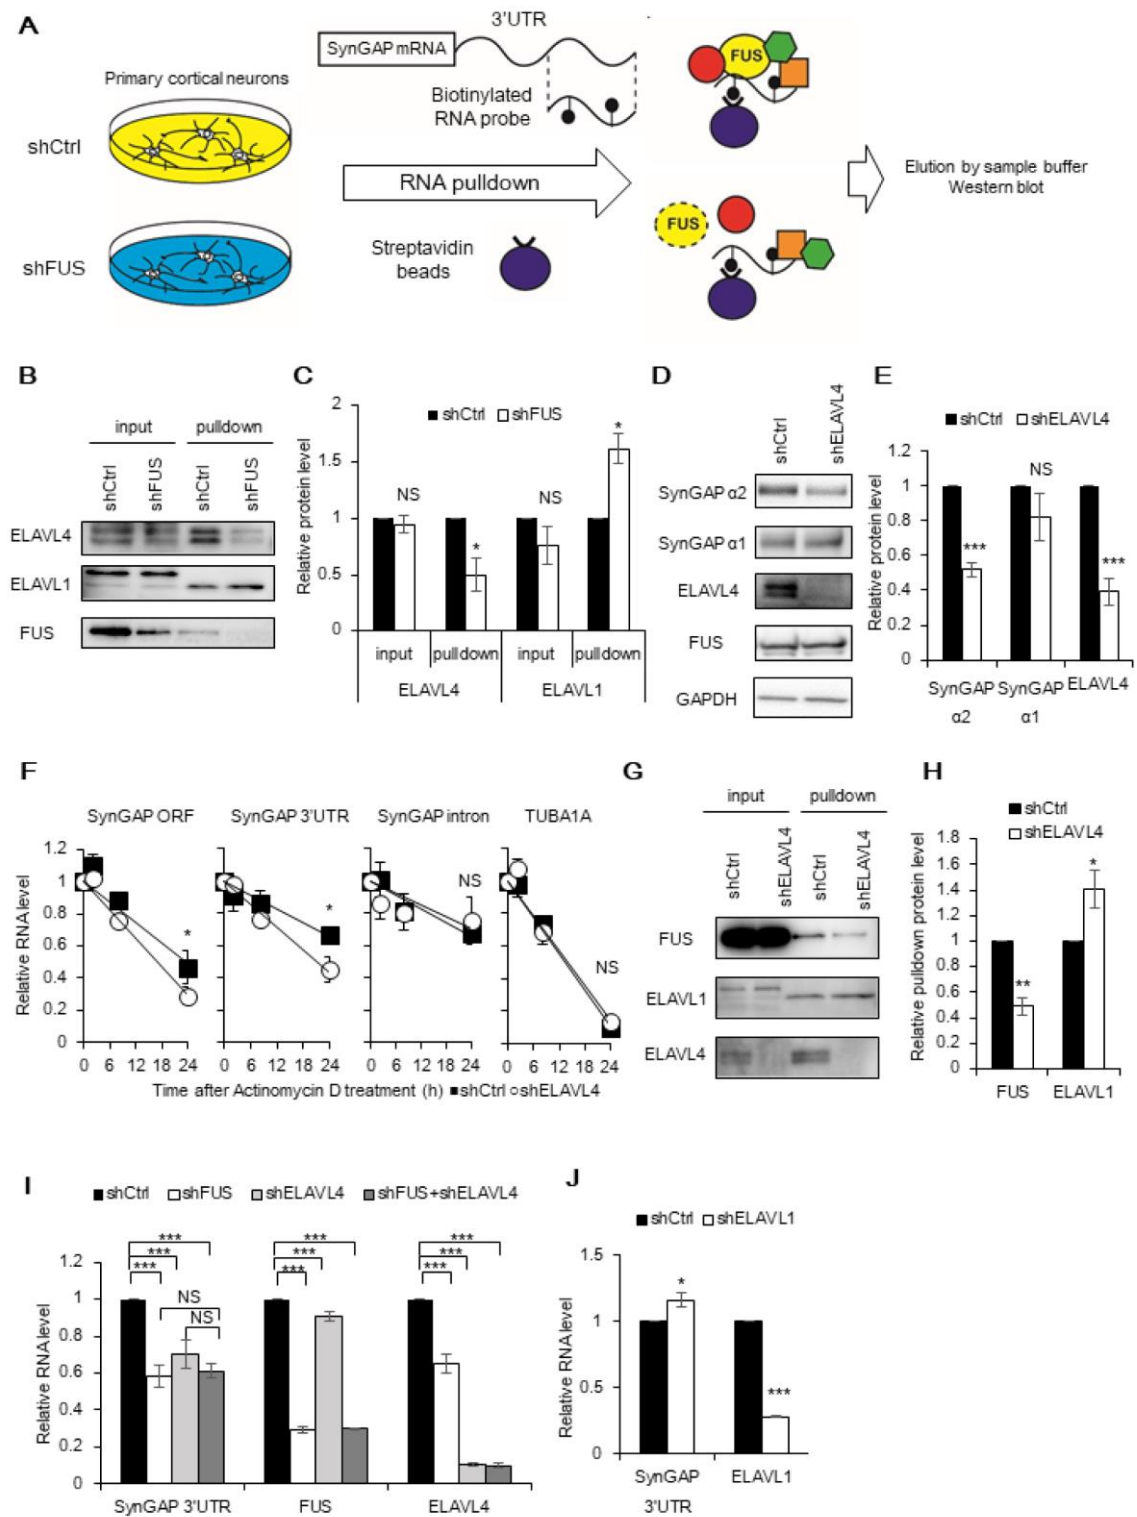 A
3'UTR
SynGAP mRNA
FUS
Primary cortical neurons
Biotinylated
RNA probe
shCtrl
Elution by sample buffer
Western blot
RNA pulldown
FUS
shFUS
Streptavidin
beads
B
input pulldown
shCtrl shFUS shCtrl shFUS
ELAVL4
ELAVL1
FUS
C
Relative protein level
2
1.5
1
0.5
0
shCtrl shFUS
NS
*
NS
*
input pulldown input pulldown
ELAVL4 ELAVL1
D
shCtrl shELAVL4
SynGAP α2
SynGAP α1
ELAVL4
FUS
GAPDH
E
shCtrl shELAVL4
Relative protein level
1.2
1
0.8
0.6
0.4
0.2
0
***
NS
***
SynGAP SynGAP ELAVL4
α2 α1
F
SynGAP ORF SynGAP 3'UTR SynGAP intron TUBA1A
Relative RNA level
1.2
1
0.8
0.6
0.4
0.2
0
*
*
NS
NS
0 6 12 18 24 0 6 12 18 24 0 6 12 18 24 0 6 12 18 24
Time after Actinomycin D treatment (h) shCtrl shELAVL4
G
input pulldown
shCtrl shELAVL4 shCtrl shELAVL4
FUS
ELAVL1
ELAVL4
H
shCtrl
shELAVL4
Relative pulldown protein level
1.8
1.6
1.4
1.2
1
0.8
0.6
0.4
0.2
0
**
*
FUS ELAVL1
I
shCtrl shFUS shELAVL4 shFUS+shELAVL4
Relative RNA level
1.2
1
0.8
0.6
0.4
0.2
0
*** *** ***
*** *** ***
*** *** ***
NS
NS
SynGAP 3'UTR FUS ELAVL4
J
shCtrl shELAVL1
Relative RNA level
1.5
1
0.5
0
*
***
SynGAP ELAVL1
3'UTR